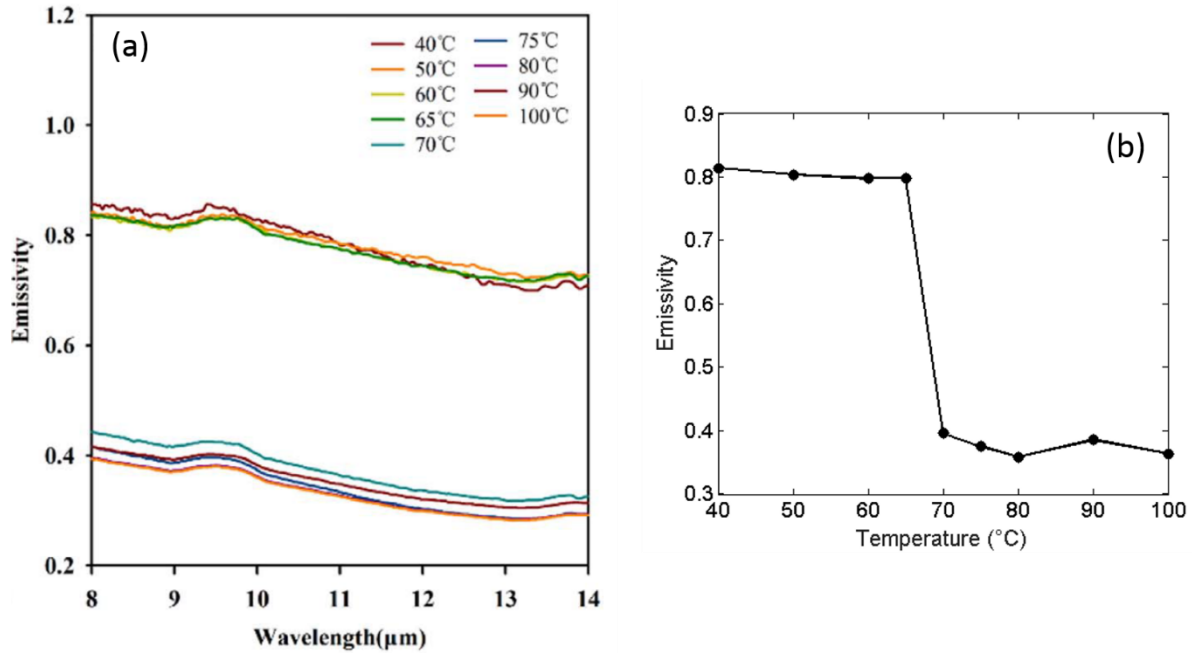 (a)
1.2
1.0
0.8
0.6
0.4
0.2
Emissivity
40℃
50℃
60℃
65℃
70℃
75℃
80℃
90℃
100℃
8 9 10 11 12 13 14
Wavelength(μm)
(b)
0.9
0.8
0.7
0.6
0.5
0.4
0.3
Emissivity
40 50 60 70 80 90 100
Temperature (°C)